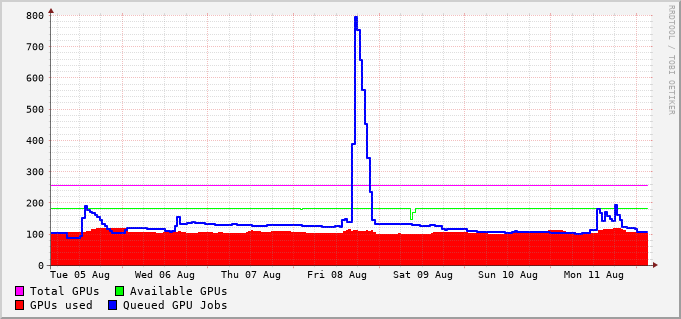 800
700
600
500
400
300
200
100
0
Tue 05 Aug Wed 06 Aug Thu 07 Aug Fri 08 Aug Sat 09 Aug Sun 10 Aug Mon 11 Aug
Total GPUs Available GPUs
GPUs used Queued GPU Jobs
RRDTOOL / TOBI OETIKER